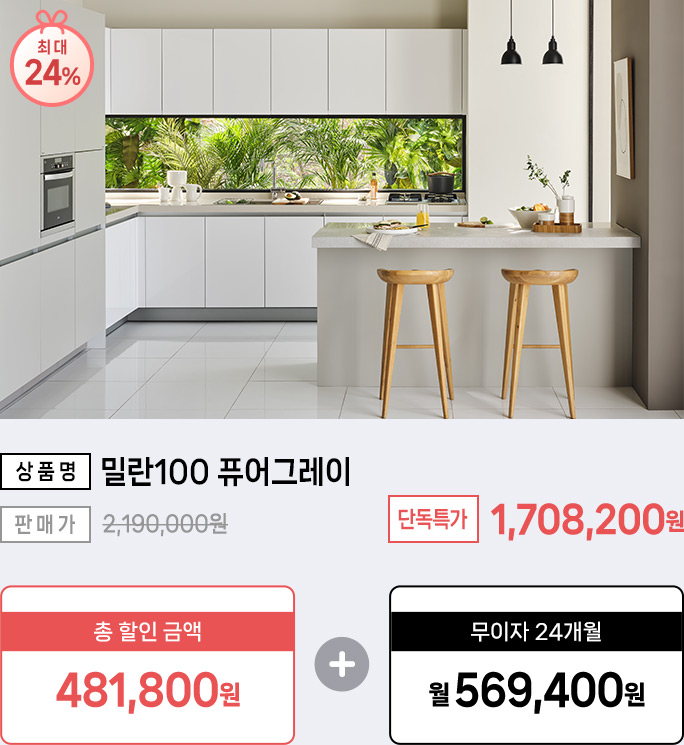 최대
24%
상품명 밀란100 퓨어그레이
판매가 2,190,000원
단독특가 1,708,200원
총 할인 금액
481,800원
+
무이자 24개월
월 569,400원